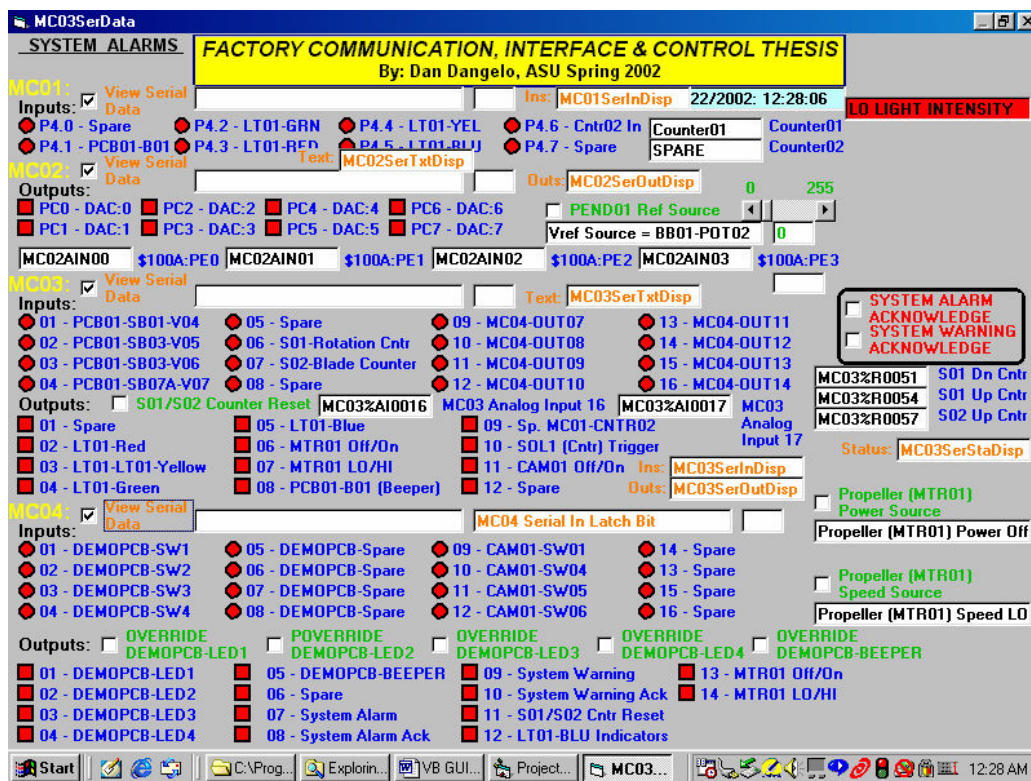 MC03SerData
SYSTEM ALARMS
FACTORY COMMUNICATION, INTERFACE & CONTROL THESIS
By: Dan Dangelo, ASU Spring 2002
MC01:
Inputs:
View Serial Data
Ins: MC01SerInDisp
22/2002: 12:28:06
LO LIGHT INTENSITY
P4.0 - Spare
P4.2 - LT01-GRN
P4.4 - LT01-YEL
P4.6 - Cntr02 In
Counter01
Counter01
P4.1 - PCB01-B01
P4.3 - LT01-RED
P4.5 - LT01-BLU
P4.7 - Spare
SPARE
Counter02
Text: MC02SerTxtDisp
MC02:
Outputs:
View Serial Data
Outs: MC02SerOutDisp
0 255
PC0 - DAC:0
PC2 - DAC:2
PC4 - DAC:4
PC6 - DAC:6
PEND01 Ref Source
PC1 - DAC:1
PC3 - DAC:3
PC5 - DAC:5
PC7 - DAC:7
Vref Source = BB01-POT02
0
MC02AIN00
$100A:PE0
MC02AIN01
$100A:PE1
MC02AIN02
$100A:PE2
MC02AIN03
$100A:PE3
MC03:
Inputs:
View Serial Data
Text: MC03SerTxtDisp
SYSTEM ALARM ACKNOWLEDGE
SYSTEM WARNING ACKNOWLEDGE
01 - PCB01-SB01-V04
05 - Spare
09 - MC04-OUT07
13 - MC04-OUT11
02 - PCB01-SB03-V05
06 - S01-Rotation Cntr
10 - MC04-OUT08
14 - MC04-OUT12
03 - PCB01-SB03-V06
07 - S02-Blade Counter
11 - MC04-OUT09
15 - MC04-OUT13
04 - PCB01-SB07A-V07
08 - Spare
12 - MC04-OUT10
16 - MC04-OUT14
MC03%R0051
S01 Dn Cntr
MC03%R0054
S01 Up Cntr
MC03%R0057
S02 Up Cntr
Outputs:
S01/S02 Counter Reset
MC03%AI0016
MC03 Analog Input 16
MC03%AI0017
MC03 Analog Input 17
01 - Spare
05 - LT01-Blue
09 - Sp. MC01-CNTR02
02 - LT01-Red
06 - MTR01 Off/On
10 - SOL1 (Cntr) Trigger
03 - LT01-LT01-Yellow
07 - MTR01 LO/HI
11 - CAM01 Off/On
04 - LT01-Green
08 - PCB01-B01 (Beeper)
12 - Spare
Ins: MC03SerInDisp
Outs: MC03SerOutDisp
Status: MC03SerStaDisp
Propeller (MTR01) Power Source
Propeller (MTR01) Power Off
Propeller (MTR01) Speed Source
Propeller (MTR01) Speed LO
MC04:
Inputs:
View Serial Data
MC04 Serial In Latch Bit
01 - DEMOPCB-SW1
05 - DEMOPCB-Spare
09 - CAM01-SW01
14 - Spare
02 - DEMOPCB-SW2
06 - DEMOPCB-Spare
10 - CAM01-SW04
13 - Spare
03 - DEMOPCB-SW3
07 - DEMOPCB-Spare
11 - CAM01-SW05
15 - Spare
04 - DEMOPCB-SW4
08 - DEMOPCB-Spare
12 - CAM01-SW06
16 - Spare
Outputs:
OVERRIDE DEMOPCB-LED1
POVERRIDE DEMOPCB-LED2
OVERRIDE DEMOPCB-LED3
OVERRIDE DEMOPCB-LED4
OVERRIDE DEMOPCB-BEEPER
01 - DEMOPCB-LED1
05 - DEMOPCB-BEEPER
09 - System Warning
13 - MTR01 Off/On
02 - DEMOPCB-LED2
06 - Spare
10 - System Warning Ack
14 - MTR01 LO/HI
03 - DEMOPCB-LED3
07 - System Alarm
11 - S01/S02 Cntr Reset
04 - DEMOPCB-LED4
08 - System Alarm Ack
12 - LT01-BLU Indicators
Start
C:\Prog...
Explorin...
VB GUI...
Project...
MC03...
12:28 AM